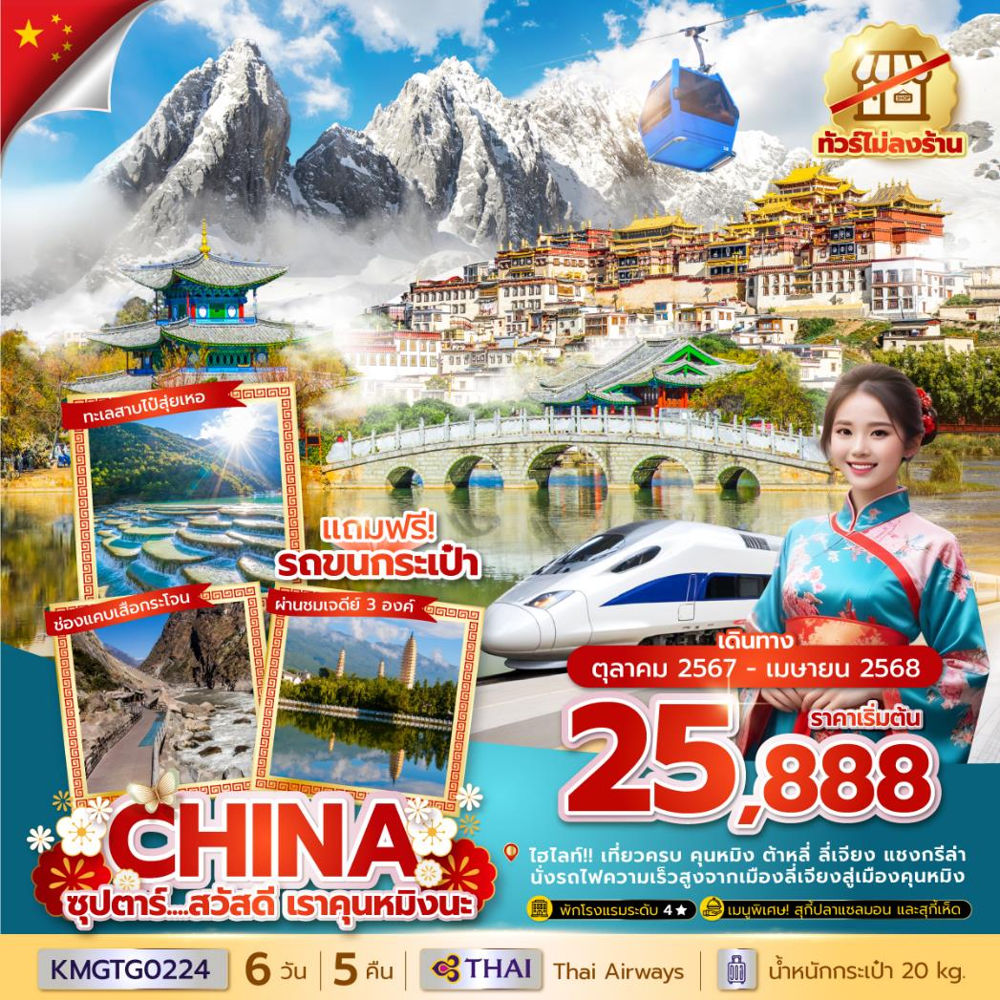 SHOP
ทัวร์ไม่ลงร้าน
ทะเลสาบไป๋สุ่ยเหอ
แถมฟรี!
รถขนกระเป๋า
ช่องแคบเสือกระโจน
ผ่านชมเจดีย์ 3 องค์
เดินทาง
ตุลาคม 2567 - เมษายน 2568
ราคาเริ่มต้น
25,888
CHINA
ซุปตาร์....สวัสดี เราคุนหมิงนะ
ไฮไลท์!! เที่ยวครบ คุนหมิง ต้าหลี่ ลี่เจียง แชงกรีล่า
นั่งรถไฟความเร็วสูงจากเมืองลี่เจียงสู่เมืองคุนหมิง
พักโรงแรมระดับ 4★ เมนูพิเศษ! สุกี้ปลาแซลมอน และสุกี้เห็ด
KMGTG0224 6 วัน 5 คืน THAI Thai Airways น้ำหนักกระเป๋า 20 kg.